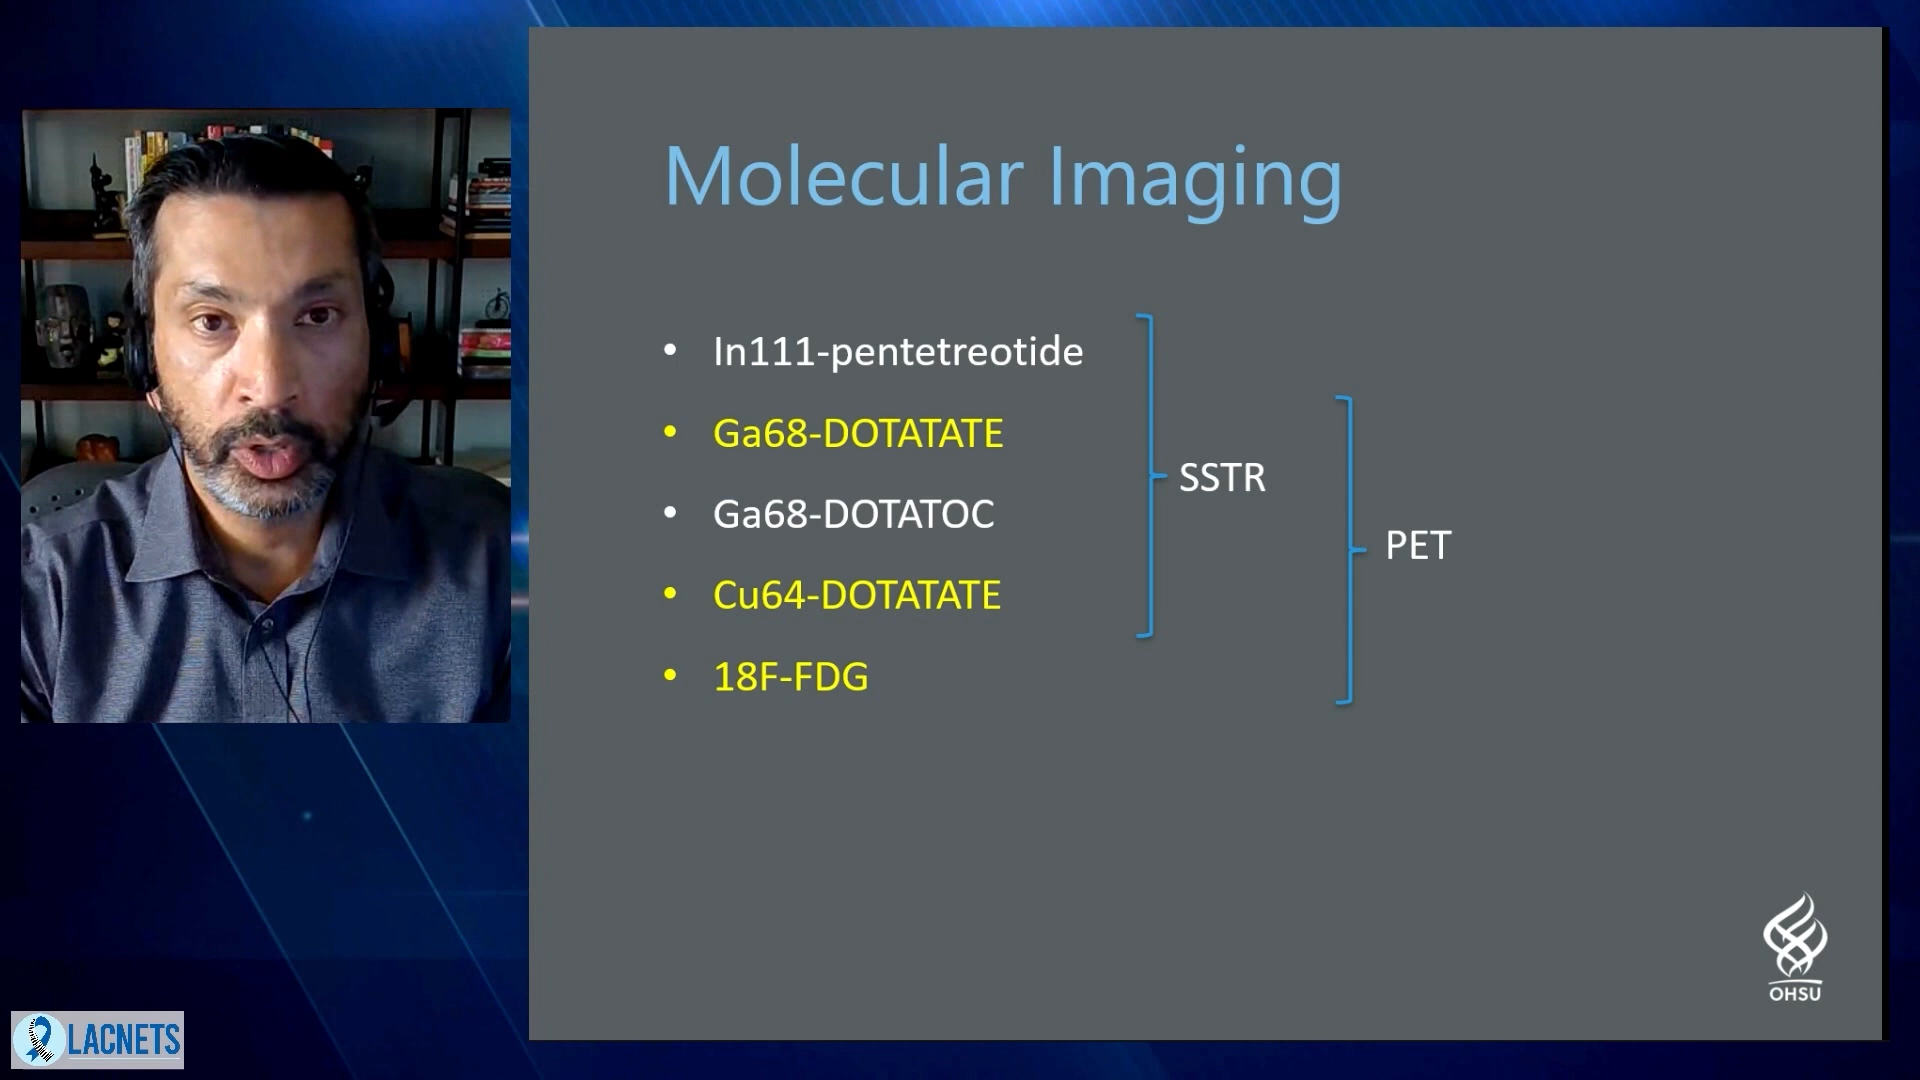 Molecular Imaging
• In111-pentetreotide
• Ga68-DOTATATE
• Ga68-DOTATOC
• Cu64-DOTATATE
• 18F-FDG
SSTR
PET
OHSU
LACNETS